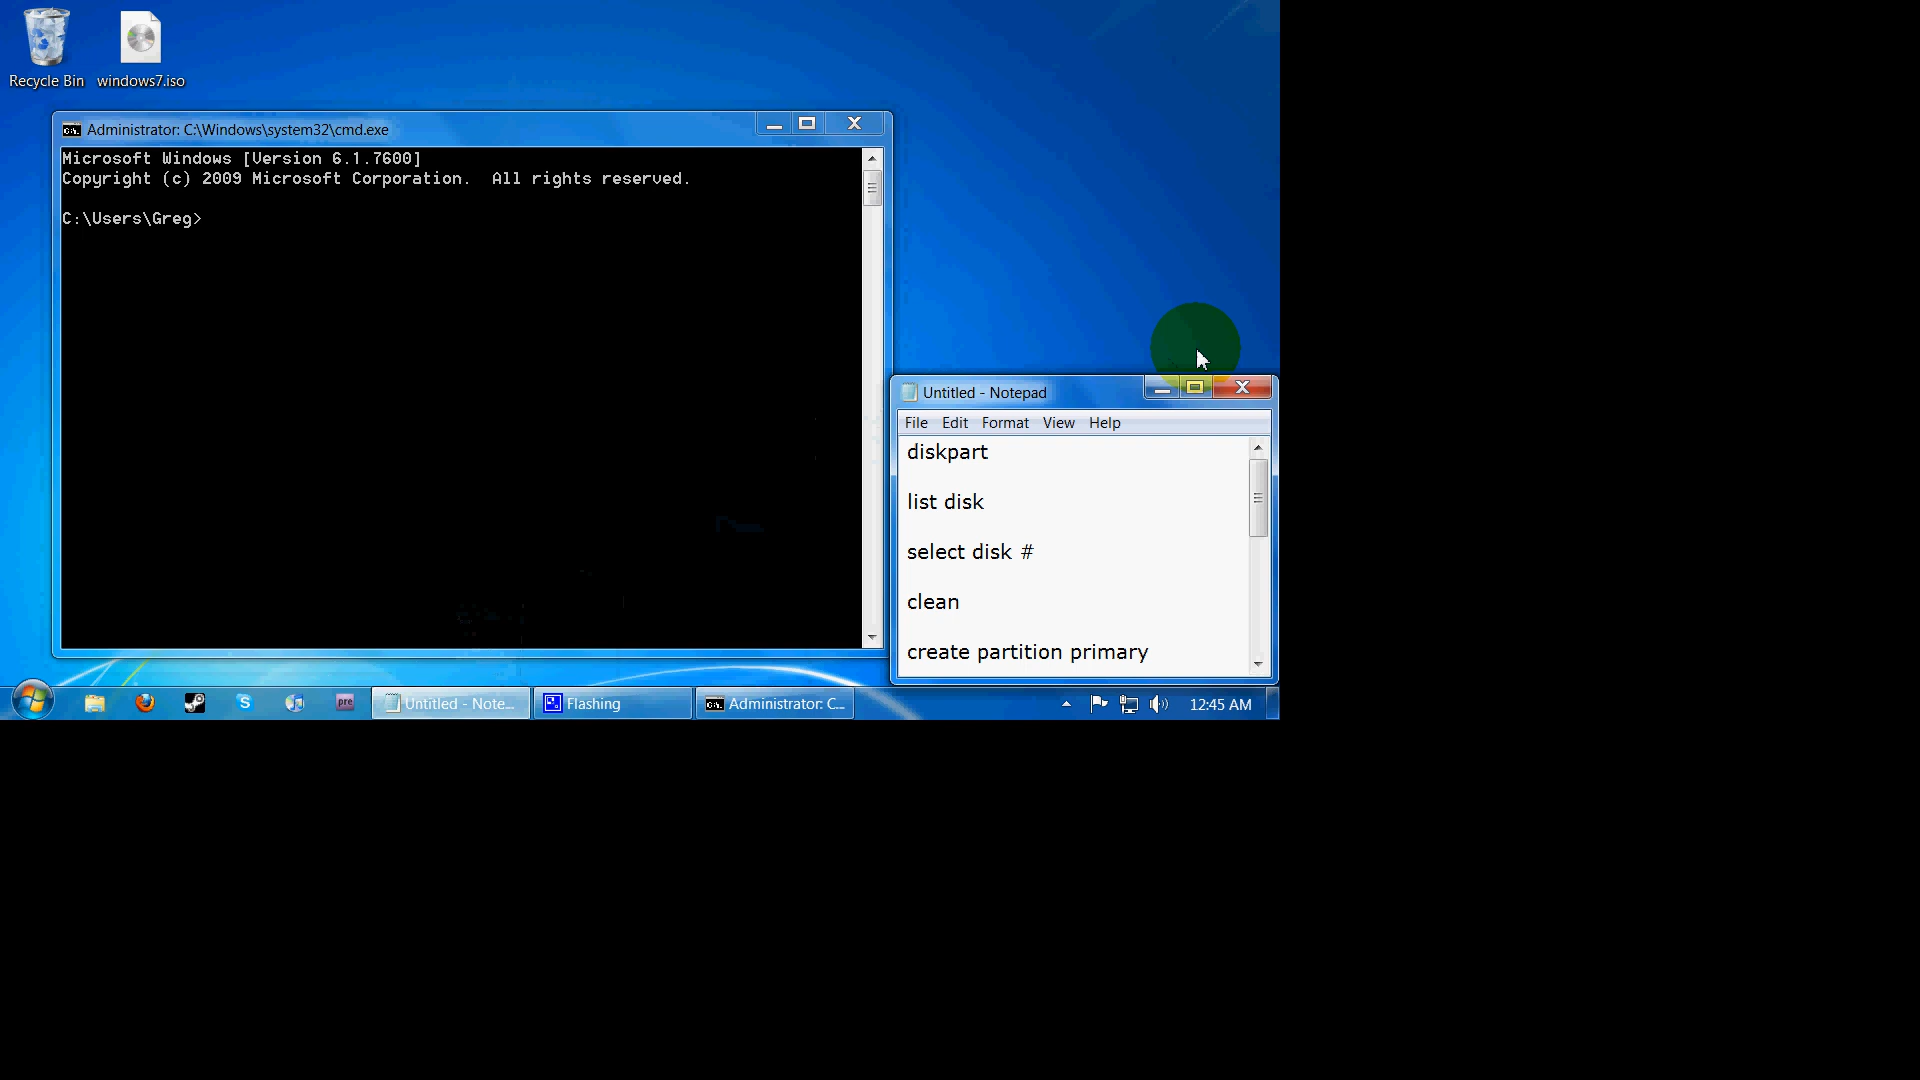 Recycle Bin
windows7.iso
Administrator: C:\Windows\system32\cmd.exe
Microsoft Windows [Version 6.1.7600]
Copyright (c) 2009 Microsoft Corporation.  All rights reserved.
C:\Users\Greg>
Untitled - Notepad
File Edit Format View Help
diskpart
list disk
select disk #
clean
create partition primary
pre
Untitled - Note...
Flashing
Administrator: C...
12:45 AM